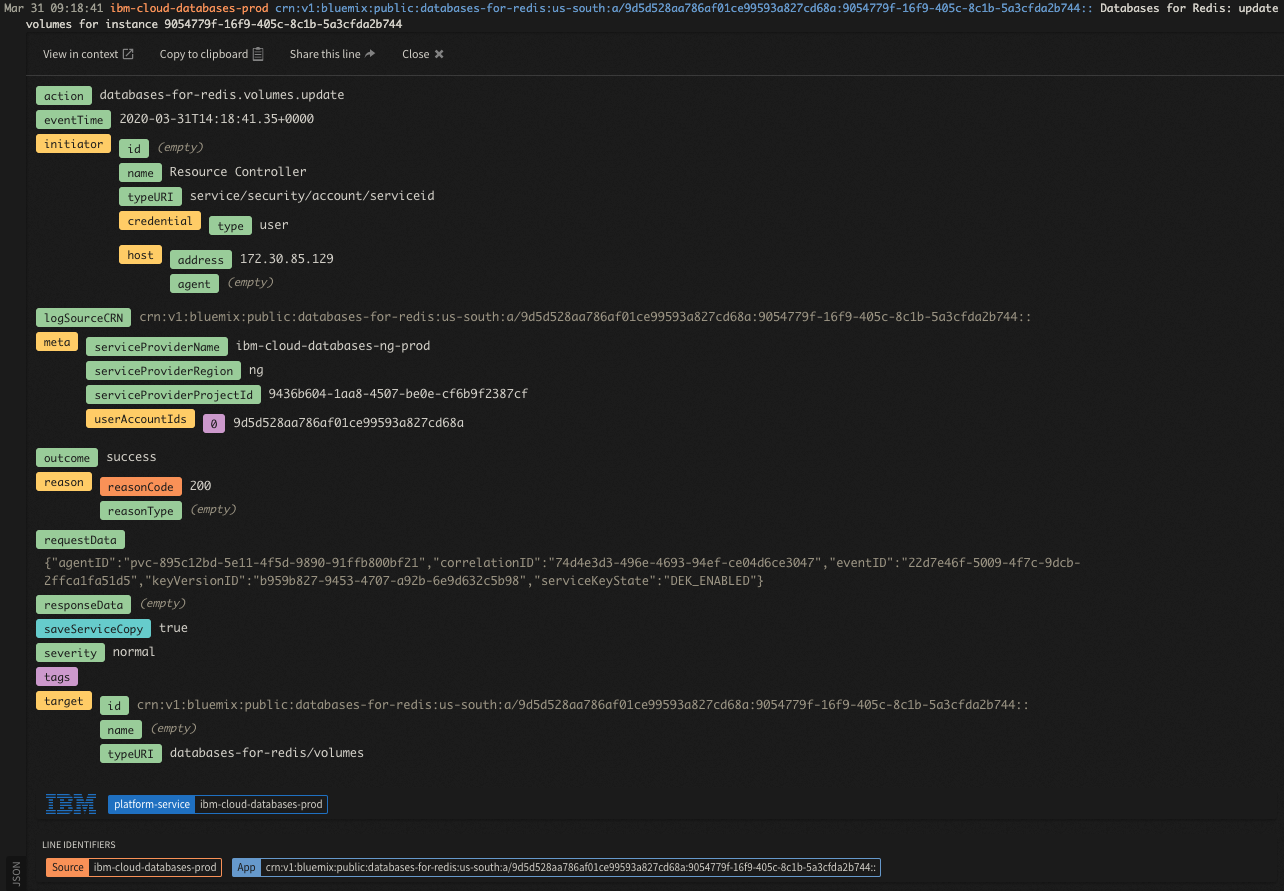 Mar 31 09:18:41 ibm-cloud-databases-prod crn:v1:bluemix:public:databases-for-redis:us-south:a/9d5d528aa786af01ce99593a827cd68a:9054779f-16f9-405c-8c1b-5a3cfda2b744:: Databases for Redis: update
volumes for instance 9054779f-16f9-405c-8c1b-5a3cfda2b744
View in context Copy to clipboard Share this line Close
action databases-for-redis.volumes.update
eventTime 2020-03-31T14:18:41.35+0000
initiator
id (empty)
name Resource Controller
typeURI service/security/account/serviceid
credential type user
host address 172.30.85.129
agent (empty)
logSourceCRN crn:v1:bluemix:public:databases-for-redis:us-south:a/9d5d528aa786af01ce99593a827cd68a:9054779f-16f9-405c-8c1b-5a3cfda2b744::
meta
serviceProviderName ibm-cloud-databases-ng-prod
serviceProviderRegion ng
serviceProviderProjectId 9436b604-1aa8-4507-be0e-cf6b9f2387cf
userAccountIds 0 9d5d528aa786af01ce99593a827cd68a
outcome success
reason
reasonCode 200
reasonType (empty)
requestData
{"agentID":"pvc-895c12bd-5e11-4f5d-9890-91ffb800bf21","correlationID":"74d4e3d3-496e-4693-94ef-ce04d6ce3047","eventID":"22d7e46f-5009-4f7c-9dcb-
2ffca1fa51d5","keyVersionID":"b959b827-9453-4707-a92b-6e9d632c5b98","serviceKeyState":"DEK_ENABLED"}
responseData (empty)
saveServiceCopy true
severity normal
tags
target
id crn:v1:bluemix:public:databases-for-redis:us-south:a/9d5d528aa786af01ce99593a827cd68a:9054779f-16f9-405c-8c1b-5a3cfda2b744::
name (empty)
typeURI databases-for-redis/volumes
IBM platform-service ibm-cloud-databases-prod
LINE IDENTIFIERS
Source ibm-cloud-databases-prod App crn:v1:bluemix:public:databases-for-redis:us-south:a/9d5d528aa786af01ce99593a827cd68a:9054779f-16f9-405c-8c1b-5a3cfda2b744::
JSON